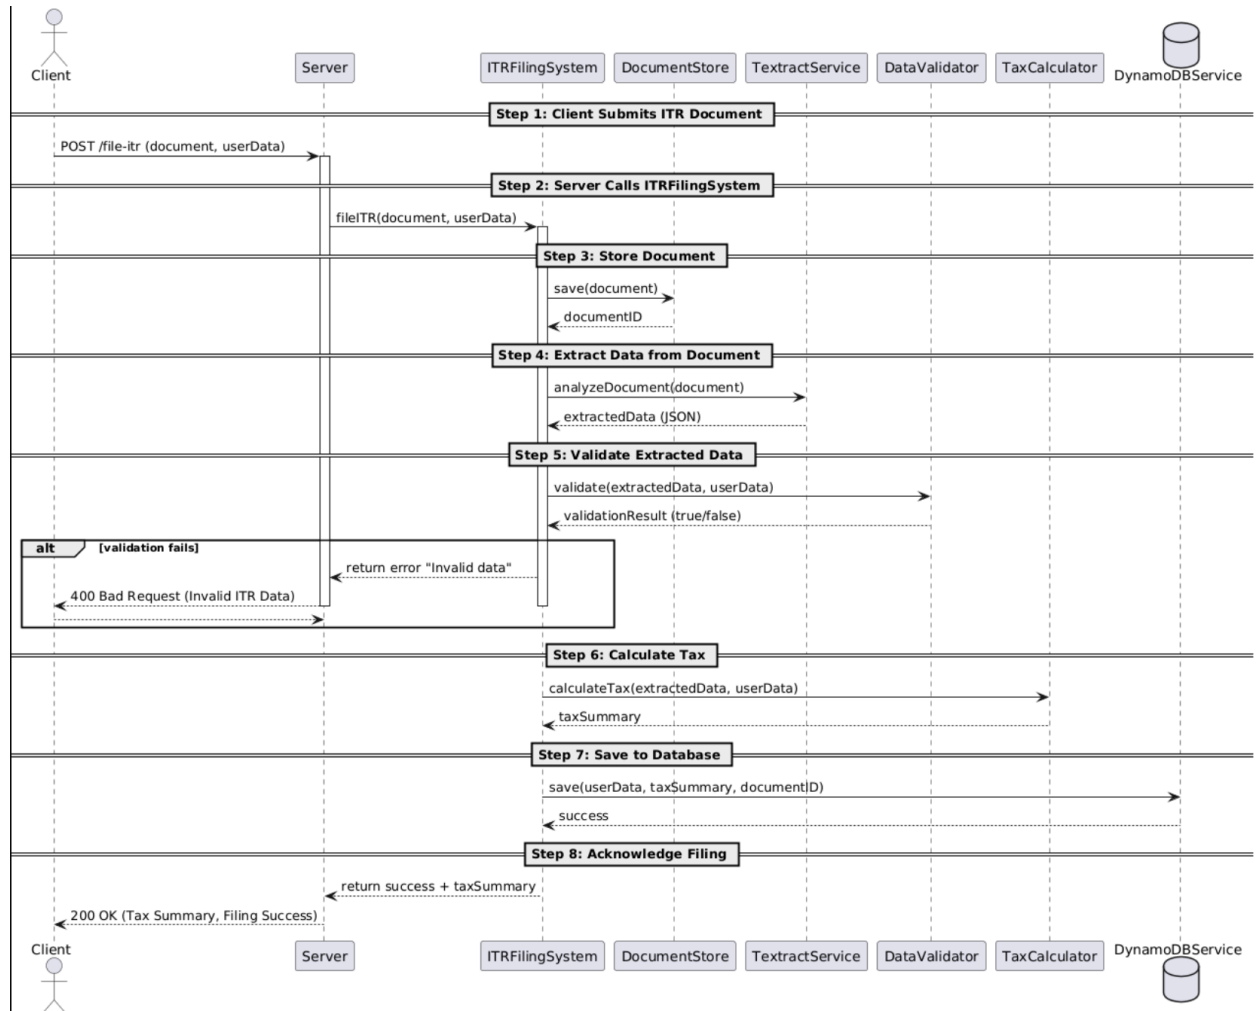 Client
Server
ITRFilingSystem
DocumentStore
TextractService
DataValidator
TaxCalculator
DynamoDBService
Step 1: Client Submits ITR Document
POST /file-itr (document, userData)
Step 2: Server Calls ITRFilingSystem
fileITR(document, userData)
Step 3: Store Document
save(document)
documentID
Step 4: Extract Data from Document
analyzeDocument(document)
extractedData (JSON)
Step 5: Validate Extracted Data
validate(extractedData, userData)
validationResult (true/false)
alt [validation fails]
return error "Invalid data"
400 Bad Request (Invalid ITR Data)
Step 6: Calculate Tax
calculateTax(extractedData, userData)
taxSummary
Step 7: Save to Database
save(userData, taxSummary, documentID)
success
Step 8: Acknowledge Filing
return success + taxSummary
200 OK (Tax Summary, Filing Success)
Client
Server
ITRFilingSystem
DocumentStore
TextractService
DataValidator
TaxCalculator
DynamoDBService